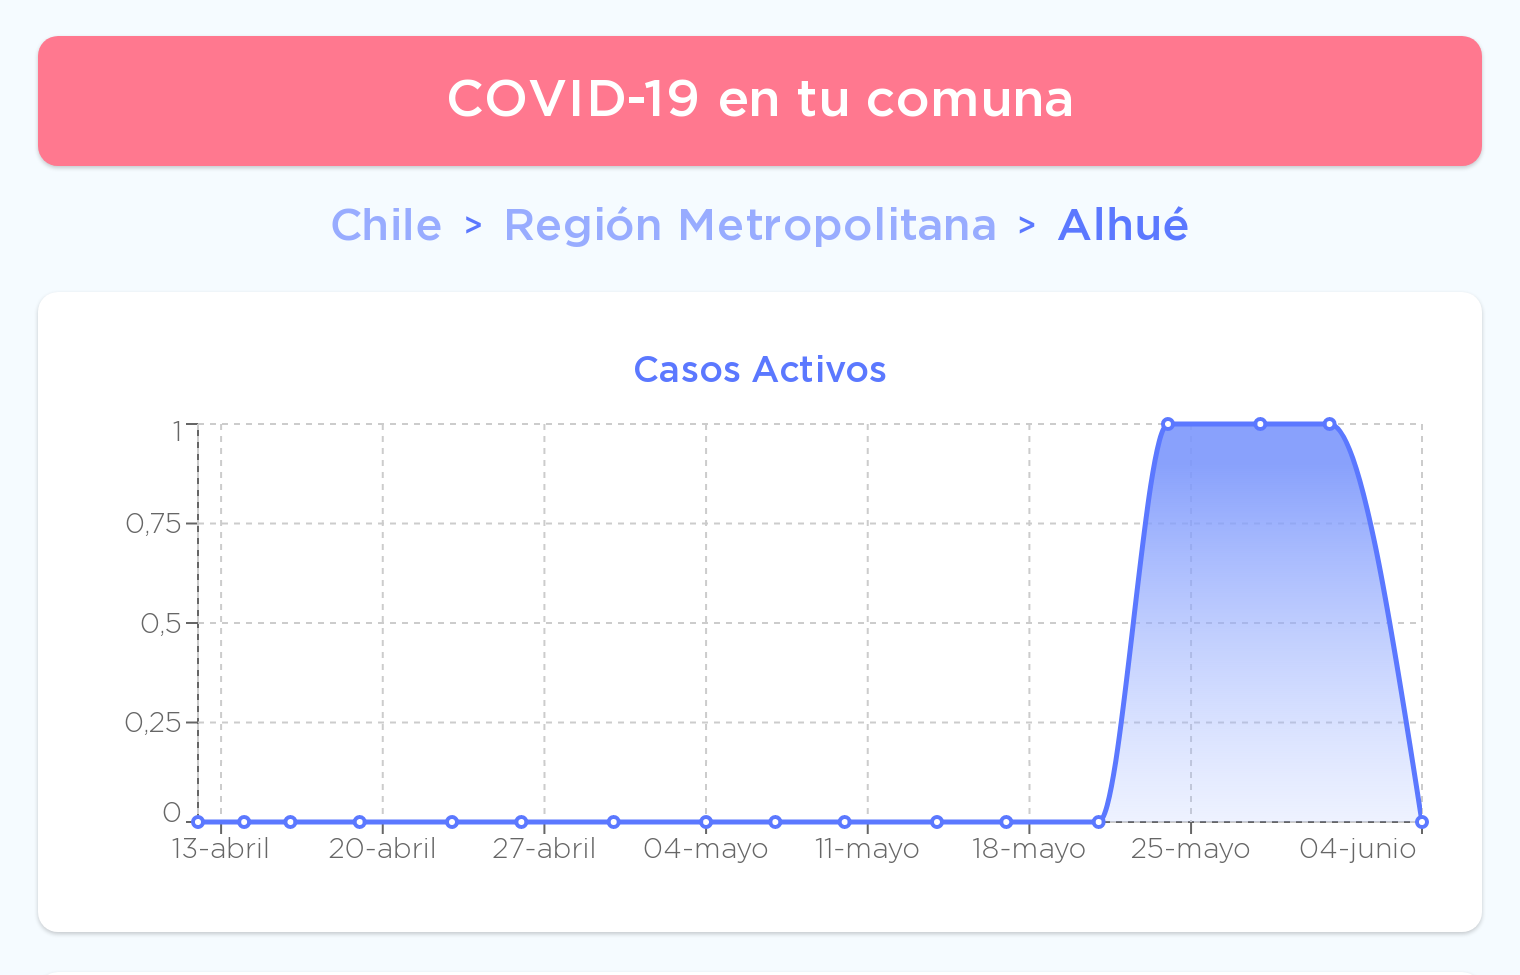 COVID-19 en tu comuna
Chile > Región Metropolitana > Alhué
Casos Activos
1
0,75
0,5
0,25
0
13-abril 20-abril 27-abril 04-mayo 11-mayo 18-mayo 25-mayo 04-junio